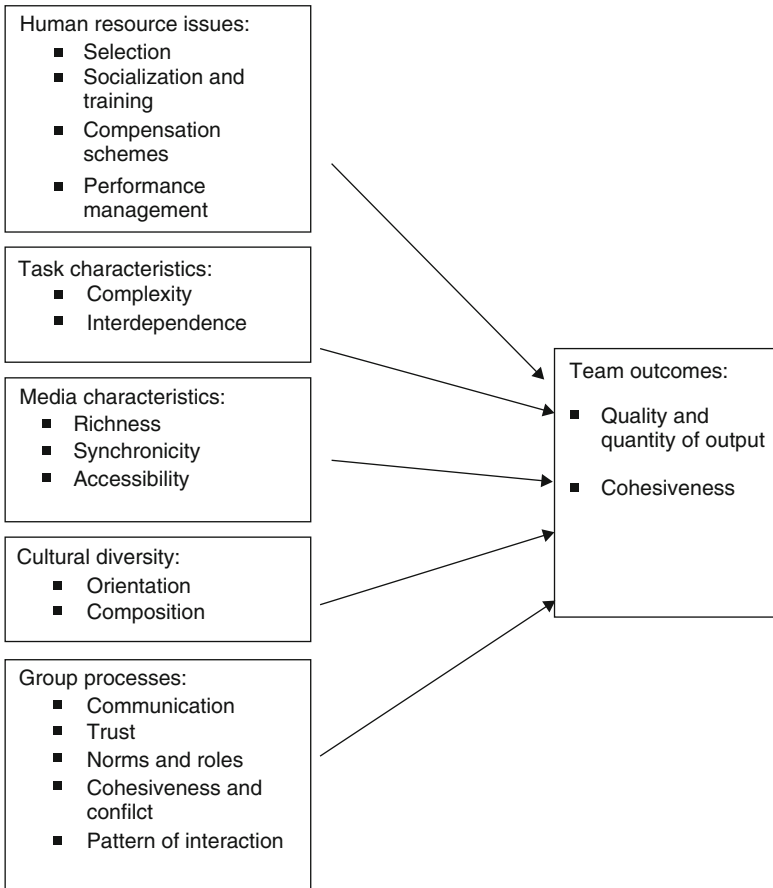 Human resource issues:
■ Selection
■ Socialization and
training
■ Compensation
schemes
■ Performance
management
Task characteristics:
■ Complexity
■ Interdependence
Media characteristics:
■ Richness
■ Synchronicity
■ Accessibility
Cultural diversity:
■ Orientation
■ Composition
Group processes:
■ Communication
■ Trust
■ Norms and roles
■ Cohesiveness and
confilct
■ Pattern of interaction
Team outcomes:
■ Quality and
quantity of output
■ Cohesiveness